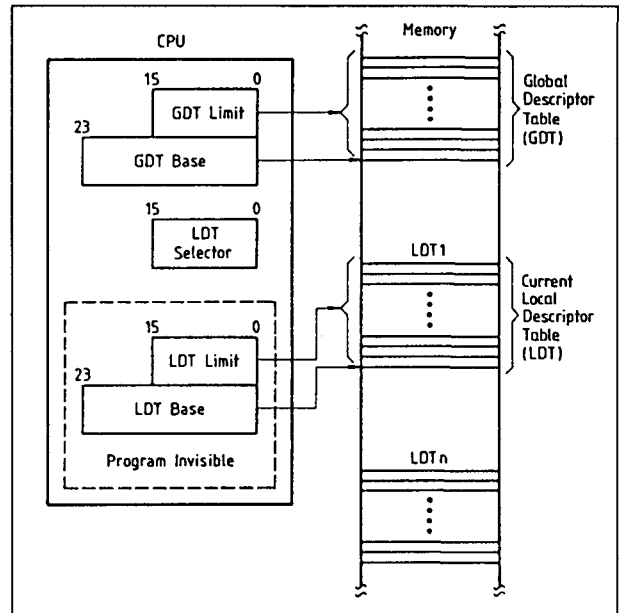 CPU
Memory
15 0
GDT Limit
23
GDT Base
Global
Descriptor
Table
(GDT)
15 0
LDT
Selector
LDT1
15 0
LDT Limit
23
LDT Base
Program Invisible
Current
Local
Descriptor
Table
(LDT)
LDTn